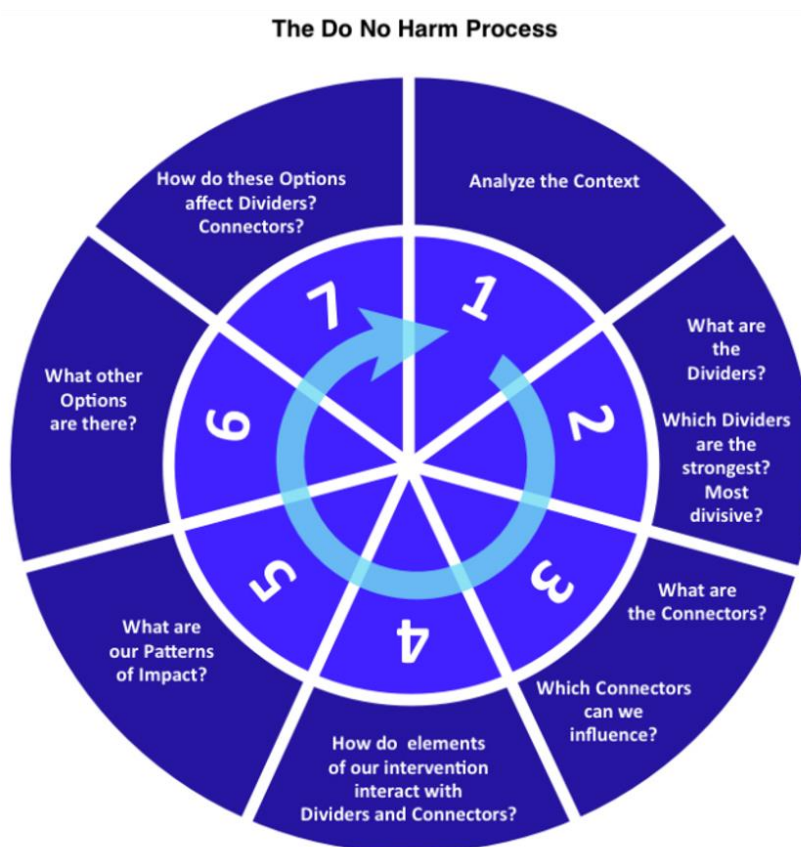 The Do No Harm Process
1
Analyze the Context
2
What are
the
Dividers?
Which Dividers
are the
strongest?
Most
divisive?
3
What are
the Connectors?
Which Connectors
can we
influence?
4
How do elements
of our intervention
interact with
Dividers and Connectors?
5
What are
our Patterns
of Impact?
6
What other
Options
are there?
7
How do these Options
affect Dividers?
Connectors?